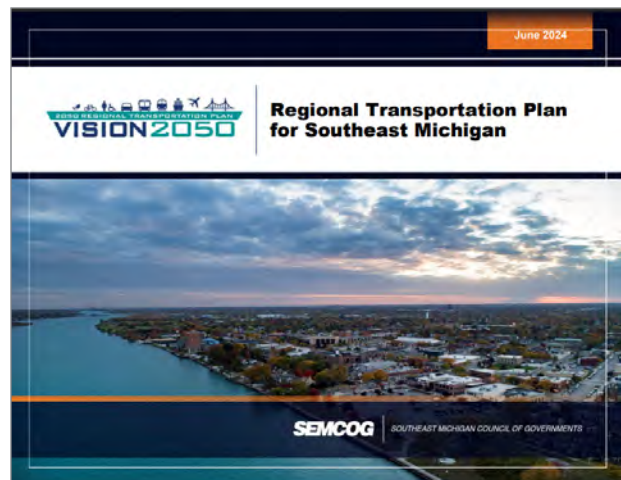 June 2024
2050 REGIONAL TRANSPORTATION PLAN
VISION2050
Regional Transportation Plan
for Southeast Michigan
SEMCOG
SOUTHEAST MICHIGAN COUNCIL OF GOVERNMENTS